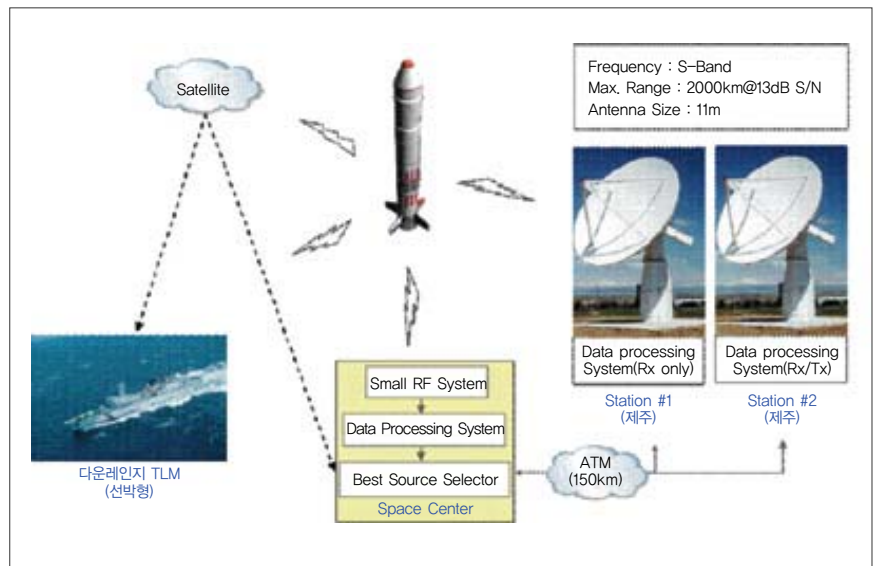 Satellite
Frequency : S-Band
Max. Range : 2000km@13dB S/N
Antenna Size : 11m
Data processing
System(Rx only)
Data processing
System(Rx/Tx)
Station #1
(제주)
Station #2
(제주)
Small RF System
Data Processing System
Best Source Selector
Space Center
ATM
(150km)
다운레인지 TLM
(선박형)